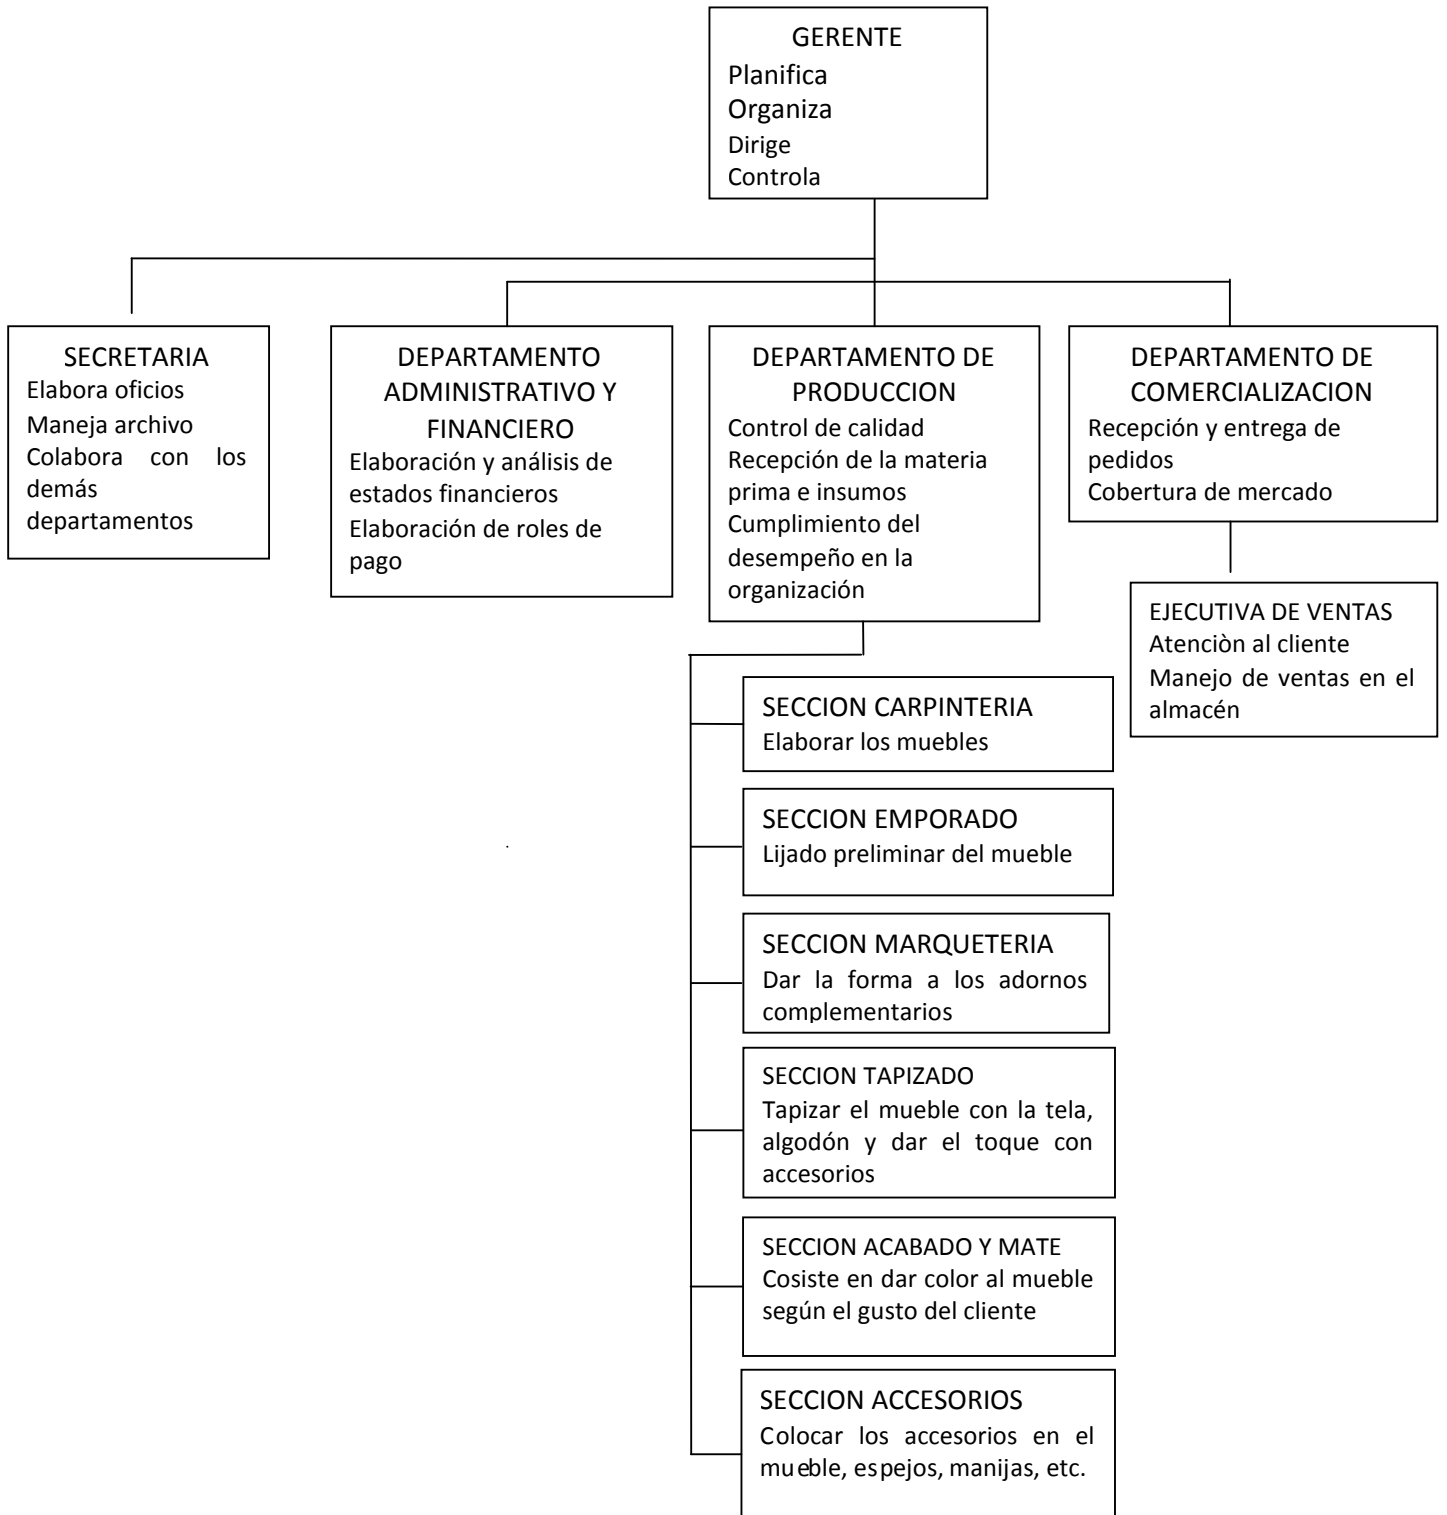 GERENTE
Planifica
Organiza
Dirige
Controla
SECRETARIA
Elabora oficios
Maneja archivo
Colabora con los
demás
departamentos
DEPARTAMENTO
ADMINISTRATIVO Y
FINANCIERO
Elaboración y análisis de
estados financieros
Elaboración de roles de
pago
DEPARTAMENTO DE
PRODUCCION
Control de calidad
Recepción de la materia
prima e insumos
Cumplimiento del
desempeño en la
organización
DEPARTAMENTO DE
COMERCIALIZACION
Recepción y entrega de
pedidos
Cobertura de mercado
EJECUTIVA DE VENTAS
Atenciòn al cliente
Manejo de ventas en el
almacén
SECCION CARPINTERIA
Elaborar los muebles
SECCION EMPORADO
Lijado preliminar del mueble
SECCION MARQUETERIA
Dar la forma a los adornos
complementarios
SECCION TAPIZADO
Tapizar el mueble con la tela,
algodón y dar el toque con
accesorios
SECCION ACABADO Y MATE
Cosiste en dar color al mueble
según el gusto del cliente
SECCION ACCESORIOS
Colocar los accesorios en el
mueble, espejos, manijas, etc.